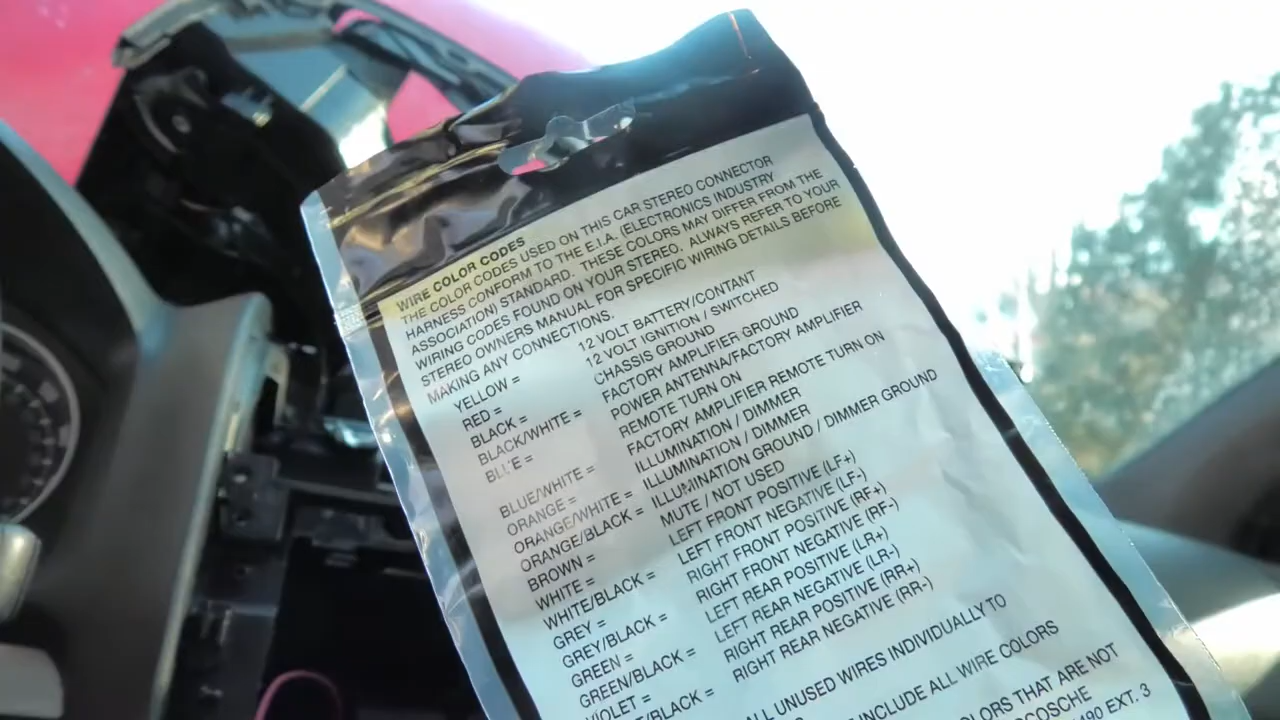 WIRE COLOR CODES
THE COLOR CODES USED ON THIS CAR STEREO CONNECTOR
HARNESS CONFORM TO THE E.I.A. (ELECTRONICS INDUSTRY
ASSOCIATION) STANDARD. THESE COLORS MAY DIFFER FROM THE
WIRING CODES FOUND ON YOUR STEREO. ALWAYS REFER TO YOUR
STEREO OWNERS MANUAL FOR SPECIFIC WIRING DETAILS BEFORE
MAKING ANY CONNECTIONS.
YELLOW = 12 VOLT BATTERY/CONTANT
RED = 12 VOLT IGNITION / SWITCHED
BLACK = CHASSIS GROUND
BLACK/WHITE = FACTORY AMPLIFIER GROUND
BLUE = POWER ANTENNA/FACTORY AMPLIFIER
REMOTE TURN ON
BLUE/WHITE = FACTORY AMPLIFIER REMOTE TURN ON
ORANGE = ILLUMINATION / DIMMER
ORANGE/WHITE = ILLUMINATION / DIMMER
ORANGE/BLACK = ILLUMINATION GROUND / DIMMER GROUND
BROWN = MUTE / NOT USED
WHITE = LEFT FRONT POSITIVE (LF+)
WHITE/BLACK = LEFT FRONT NEGATIVE (LF-)
GREY = RIGHT FRONT POSITIVE (RF+)
GREY/BLACK = RIGHT FRONT NEGATIVE (RF-)
GREEN = LEFT REAR POSITIVE (LR+)
GREEN/BLACK = LEFT REAR NEGATIVE (LR-)
VIOLET = RIGHT REAR POSITIVE (RR+)
/BLACK = RIGHT REAR NEGATIVE (RR-)
ALL UNUSED WIRES INDIVIDUALLY TO
INCLUDE ALL WIRE COLORS
COLORS THAT ARE NOT
490 EXT. 3